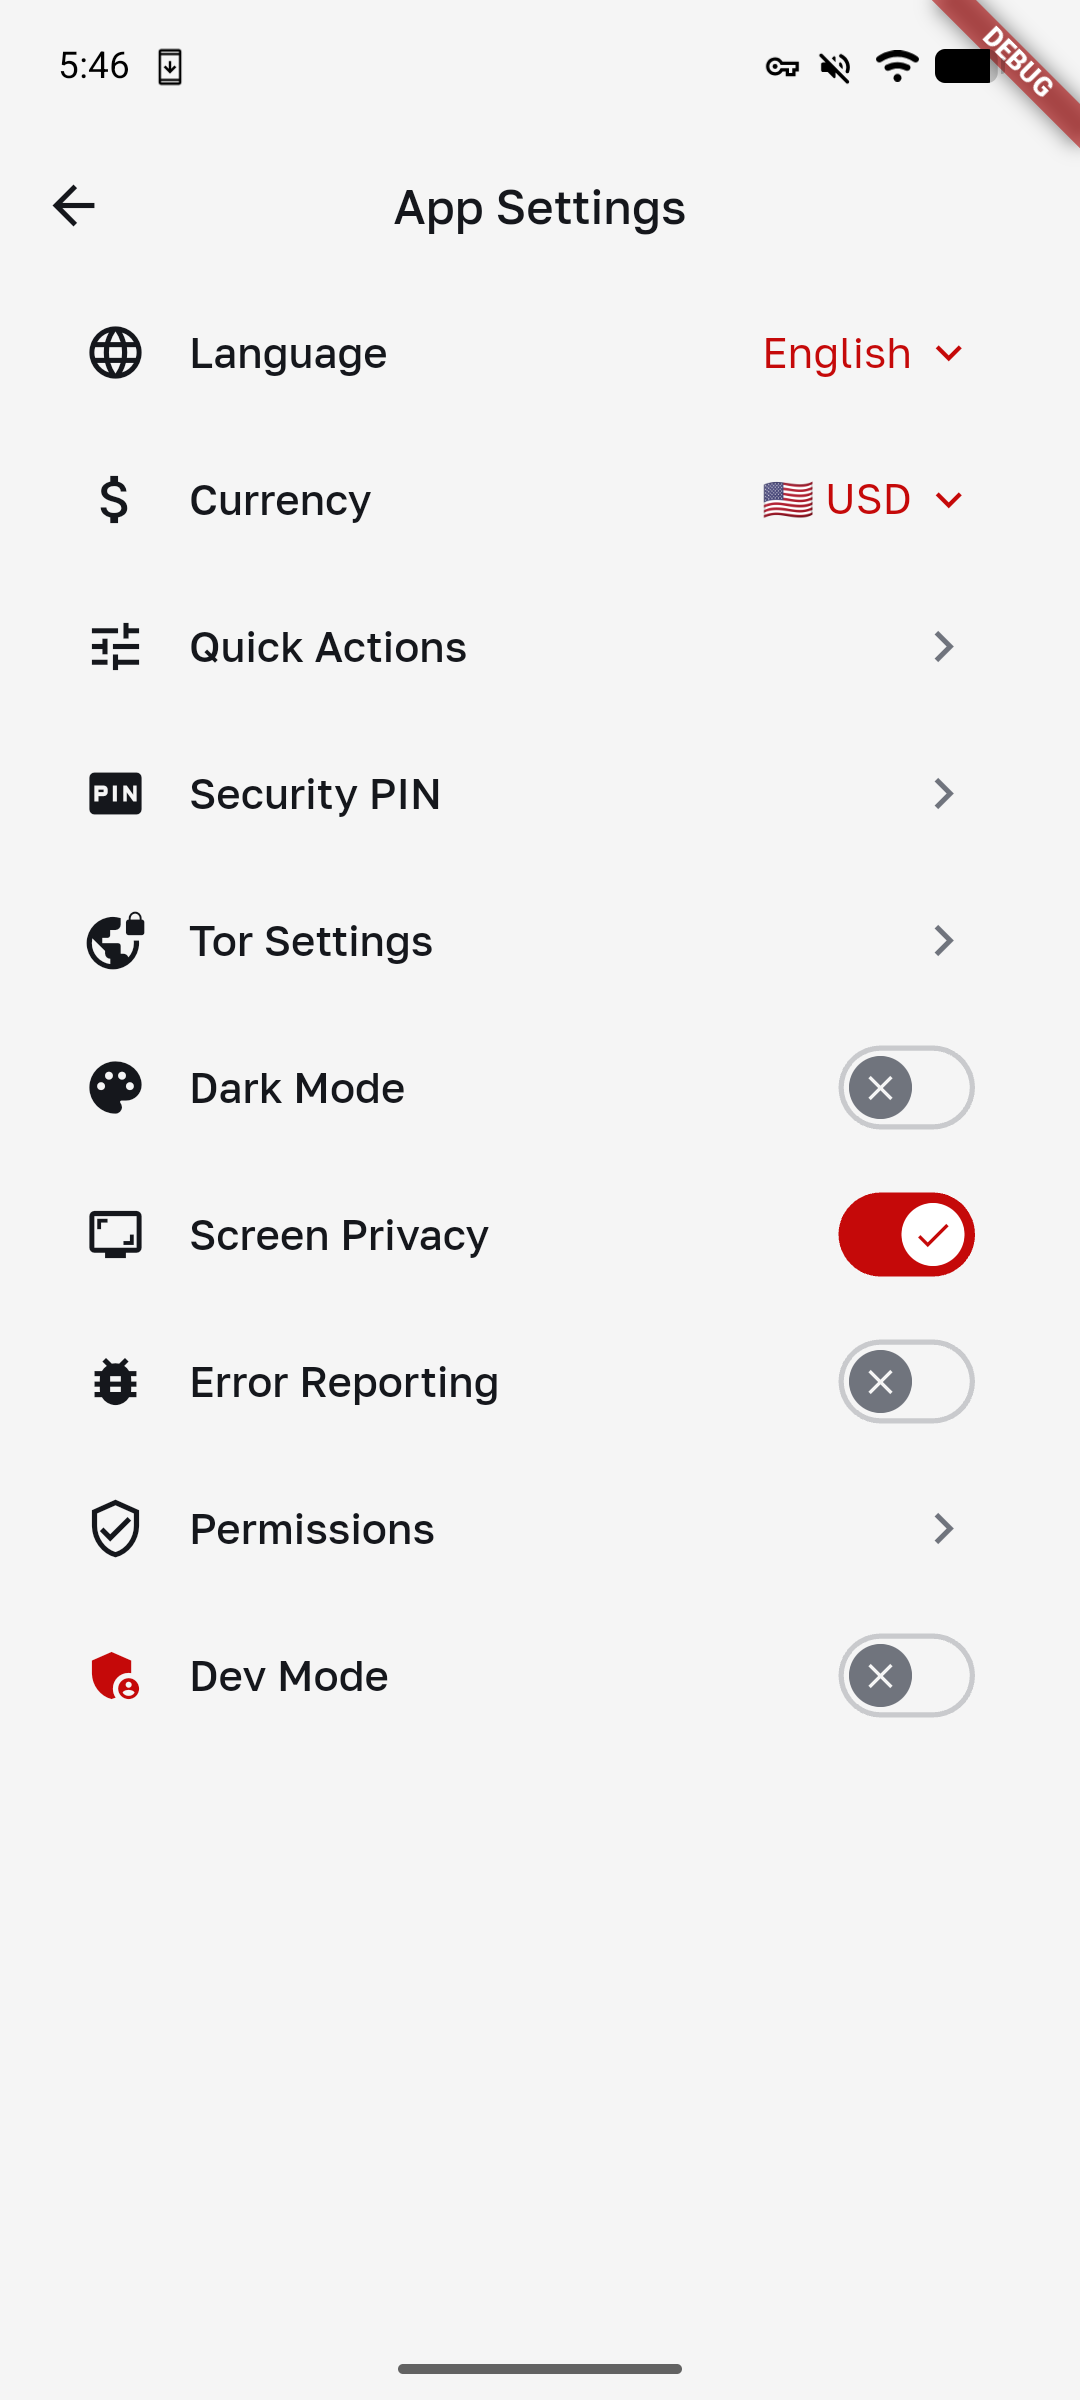 5:46
DEBUG
App Settings
Language English
Currency USD
Quick Actions
PIN Security PIN
Tor Settings
Dark Mode
Screen Privacy
Error Reporting
Permissions
Dev Mode